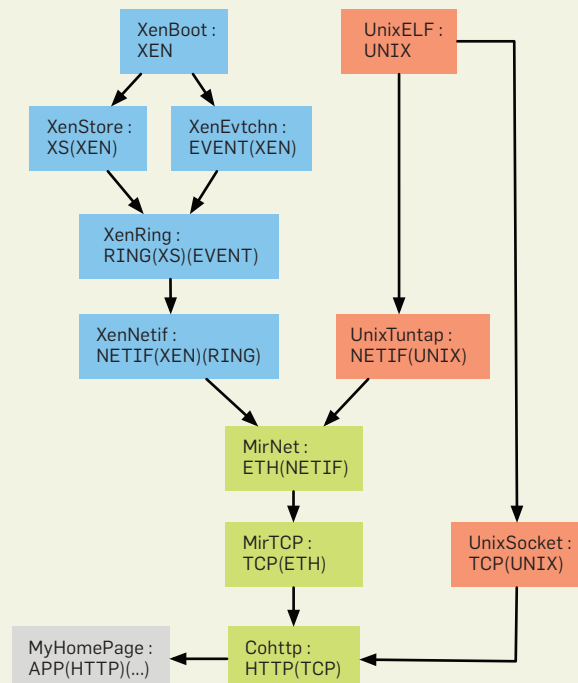 XenBoot :
XEN
UnixELF :
UNIX
XenStore :
XS(XEN)
XenEvtchn :
EVENT(XEN)
XenRing :
RING(XS)(EVENT)
XenNetif :
NETIF(XEN)(RING)
UnixTuntap :
NETIF(UNIX)
MirNet :
ETH(NETIF)
MirTCP :
TCP(ETH)
UnixSocket :
TCP(UNIX)
MyHomePage :
APP(HTTP)(...)
Cohttp :
HTTP(TCP)